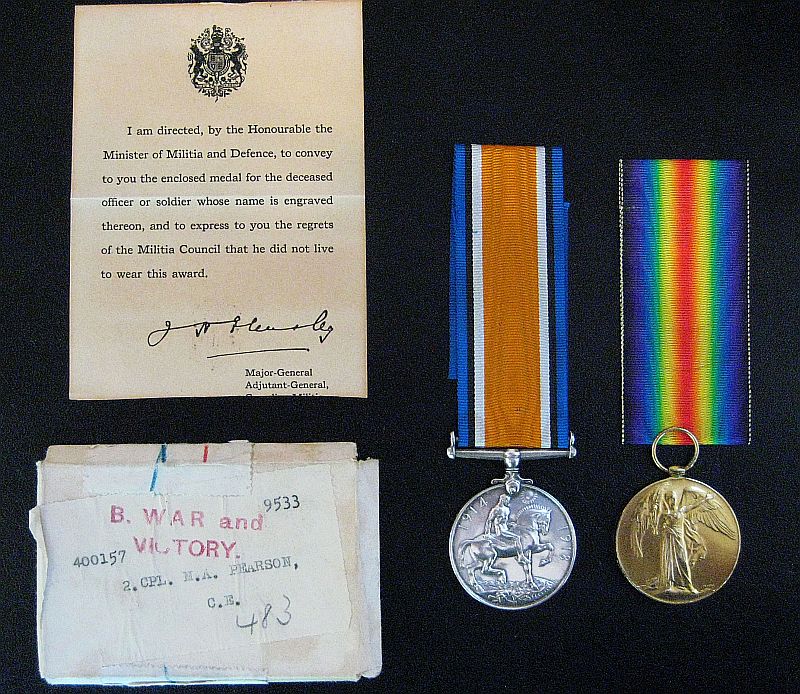 I am directed, by the Honourable the
Minister of Militia and Defence, to convey
to you the enclosed medal for the deceased
officer or soldier whose name is engraved
thereon, and to express to you the regrets
of the Militia Council that he did not live
to wear this award.
Major-General
Adjutant-General,
Canadian Militia
9533
B. WAR and
VICTORY.
400157
2.CPL. M.A. PEARSON,
C.E.
483
1914